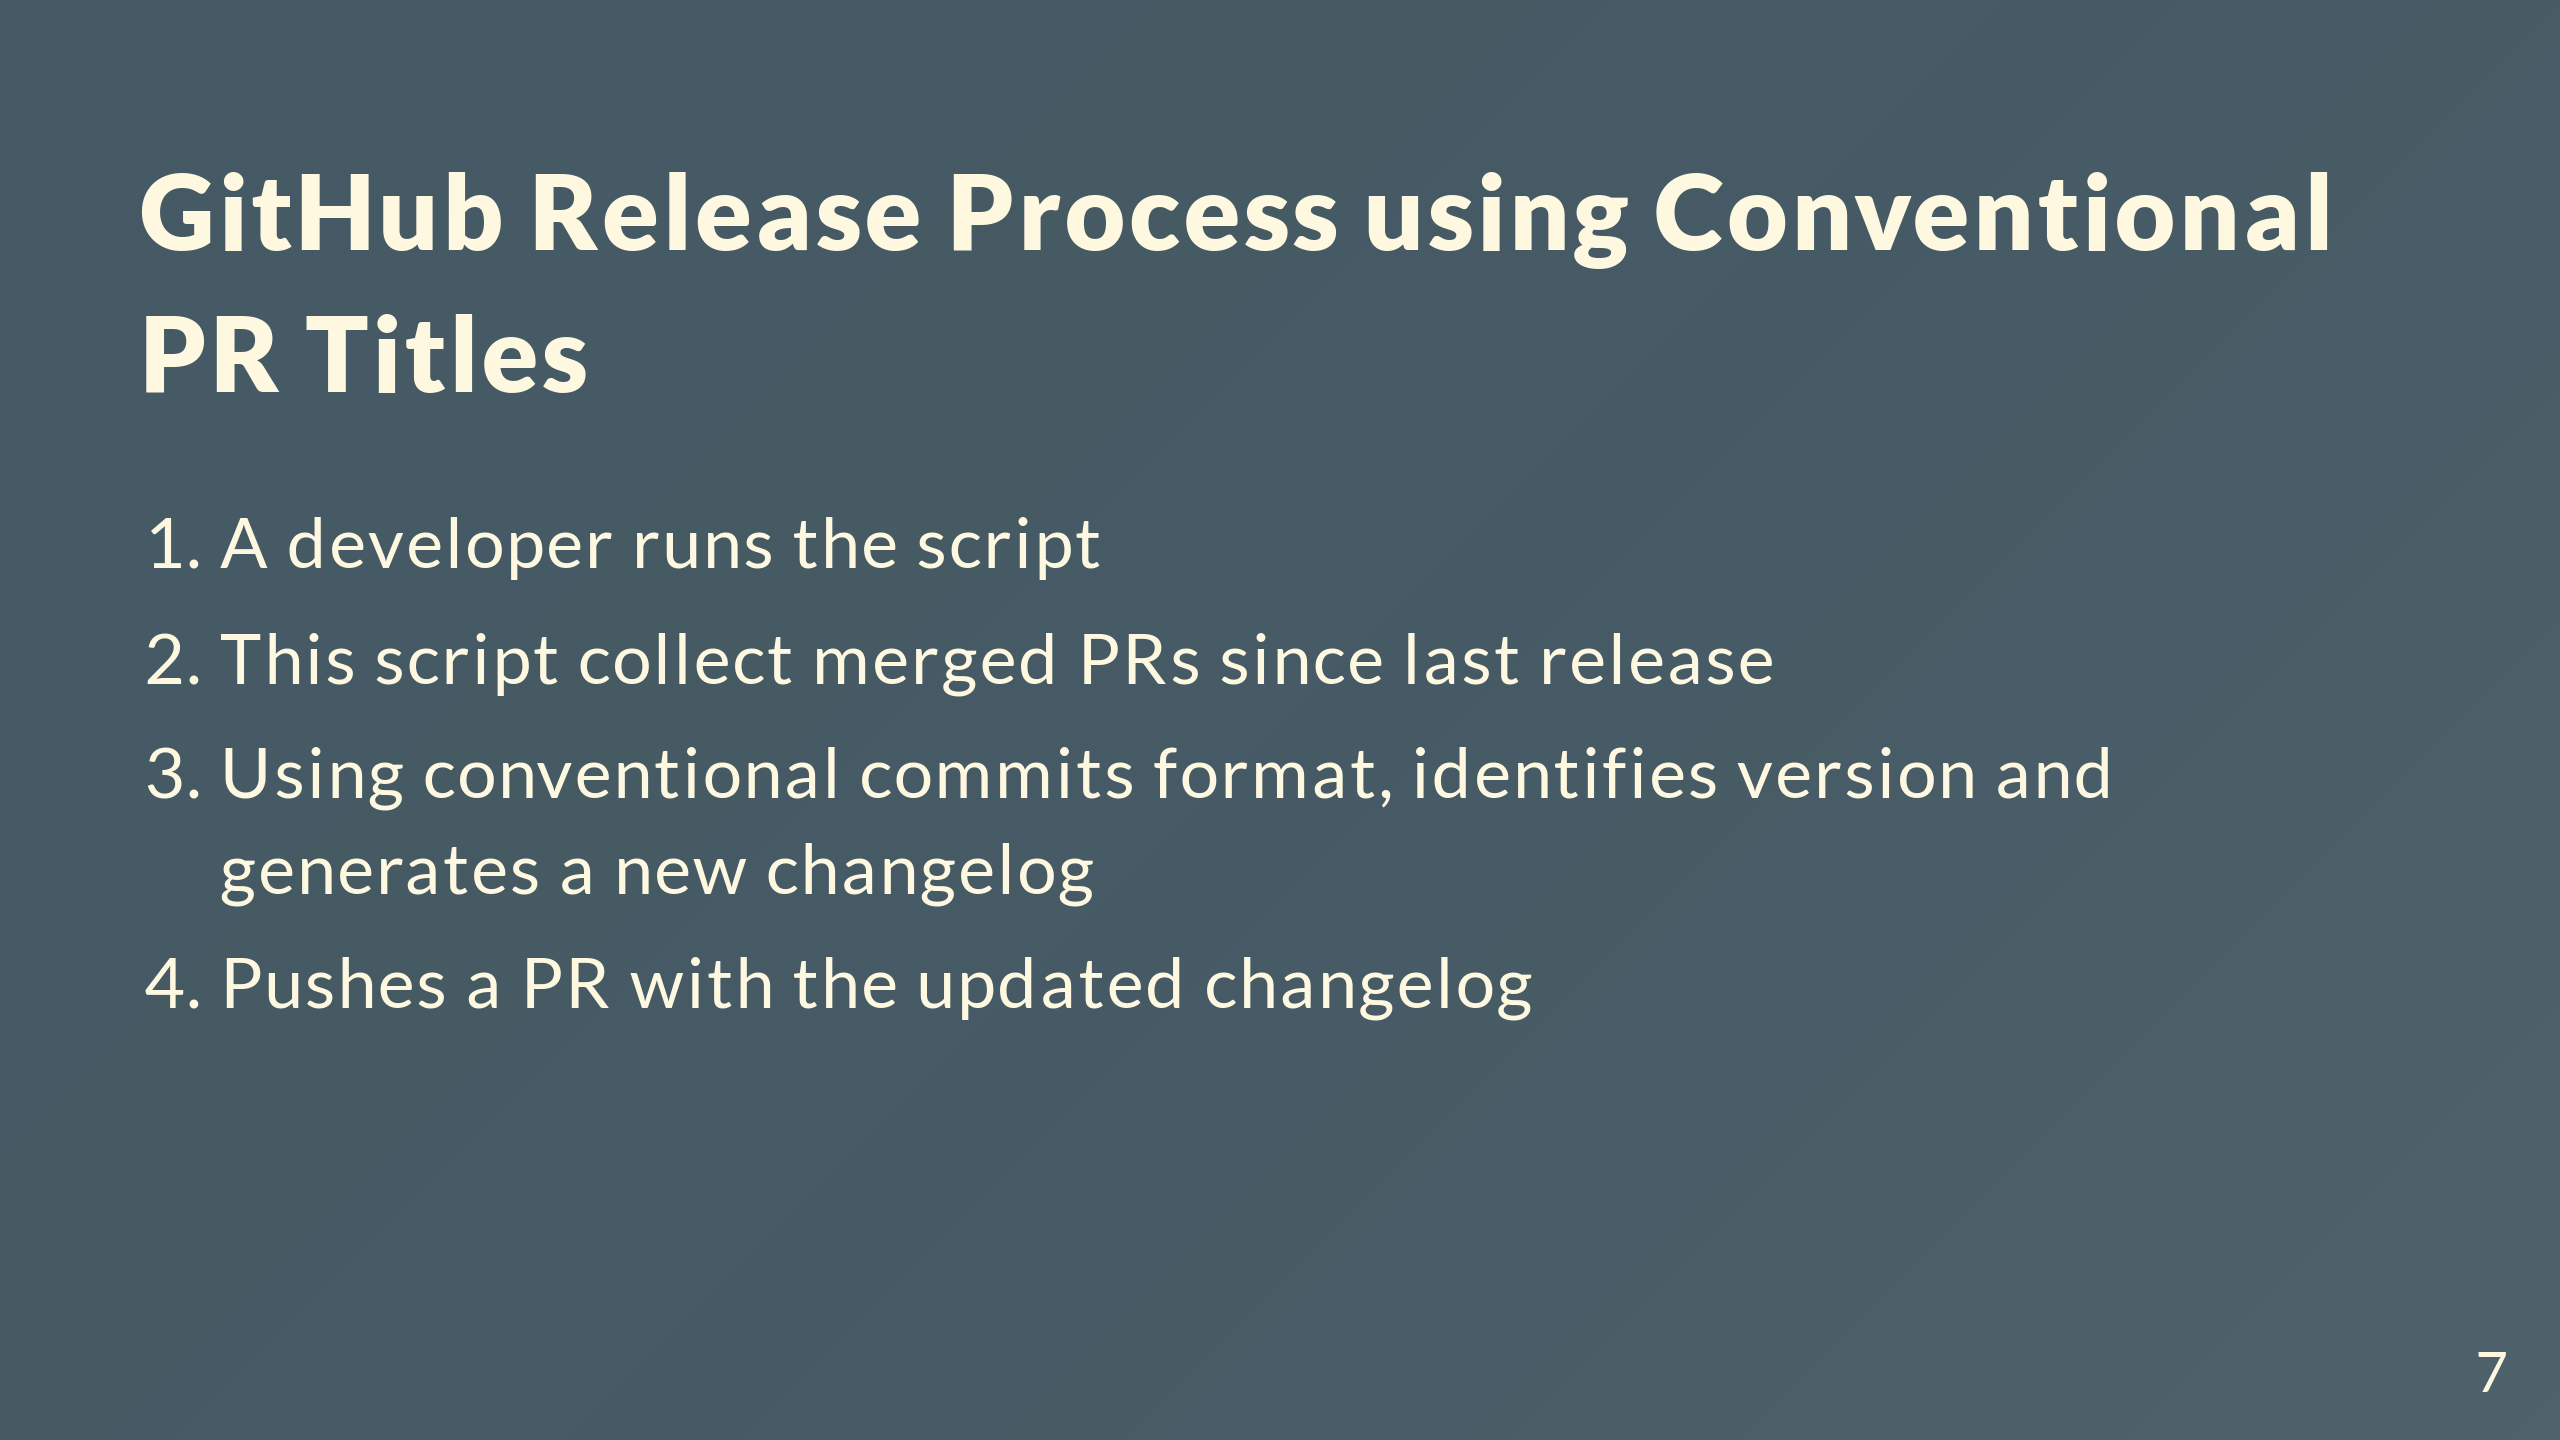 GitHub Release Process using Conventional
PR Titles
1. A developer runs the script
2. This script collect merged PRs since last release
3. Using conventional commits format, identifies version and
generates a new changelog
4. Pushes a PR with the updated changelog
7